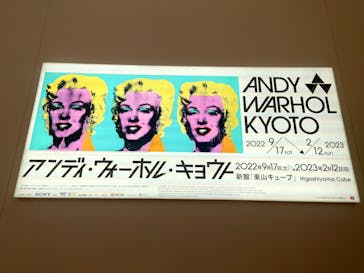 ANDY
WARHOL
KYOTO
2022 9/17 sat 2/12 sun 2023
アンディ・ウォーホル・キョウト
2022年9月17日(土)▶2023年2月12日(日)
新館「東山キューブ」 Higashiyama Cube
SONY